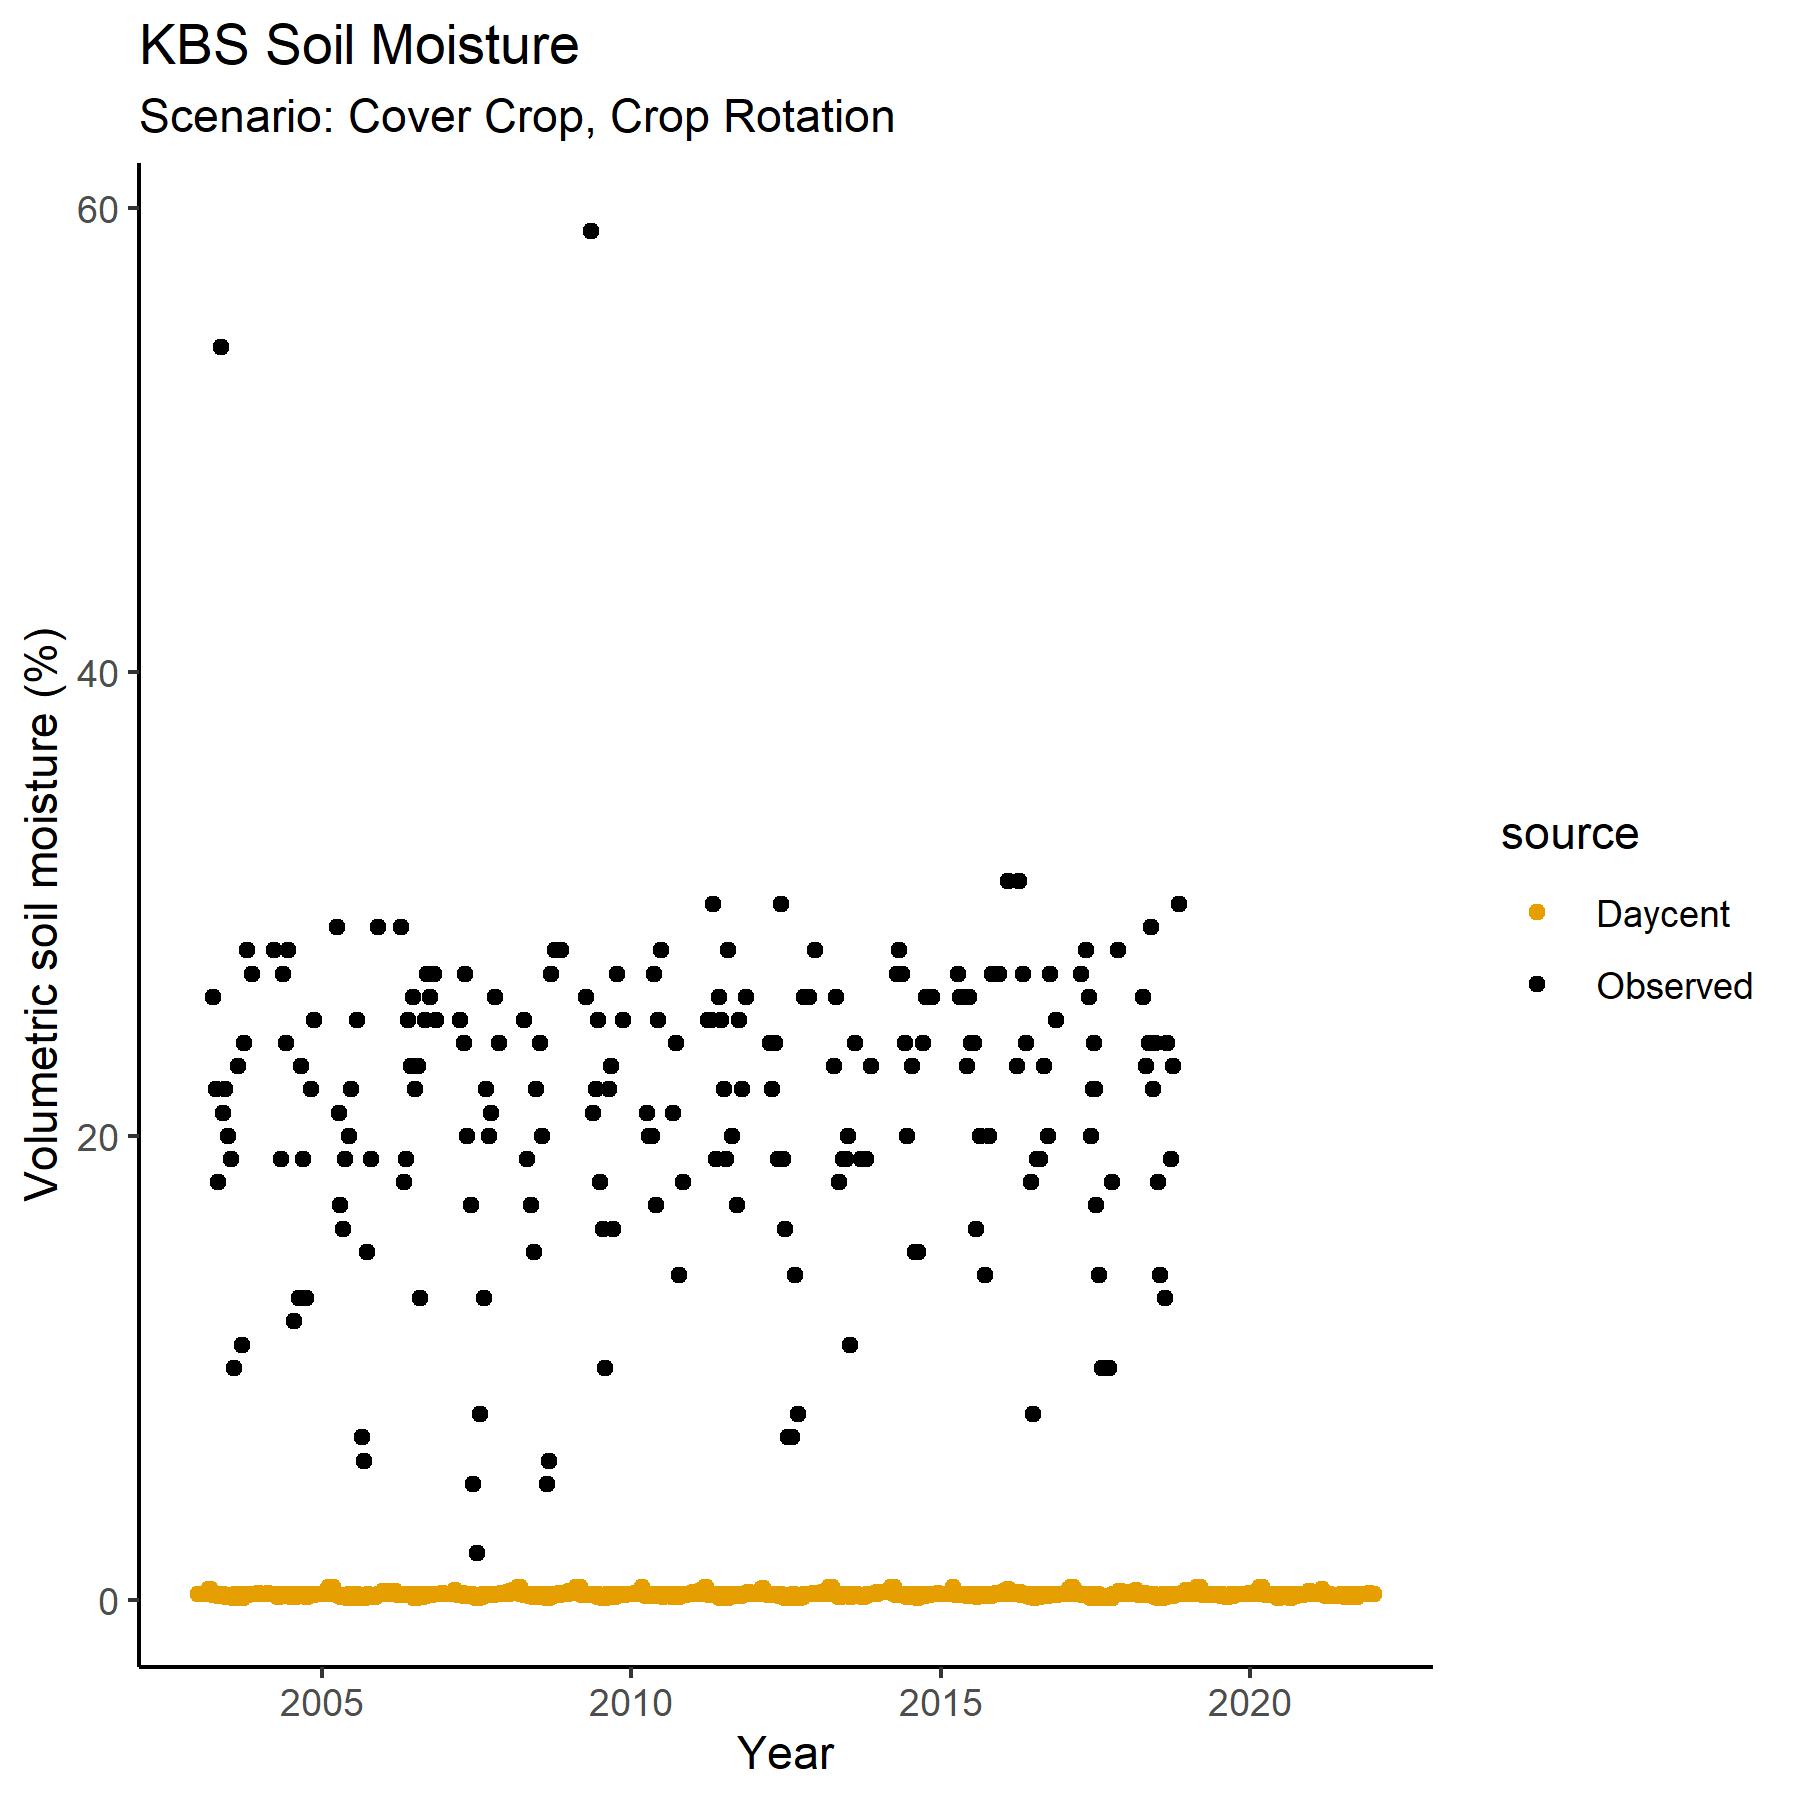 KBS Soil Moisture
Scenario: Cover Crop, Crop Rotation
Volumetric soil moisture (%)
60
40
20
0
2005
2010
2015
2020
Year
source
Daycent
Observed